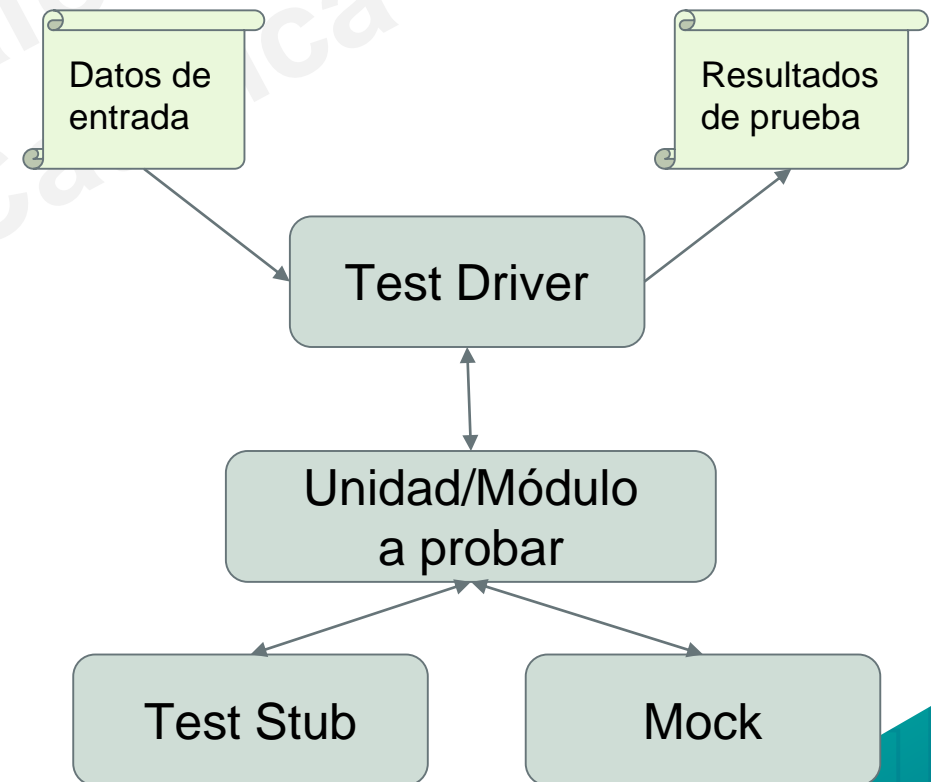 Datos de
entrada
Resultados
de prueba
Test Driver
Unidad/Módulo
a probar
Test Stub
Mock